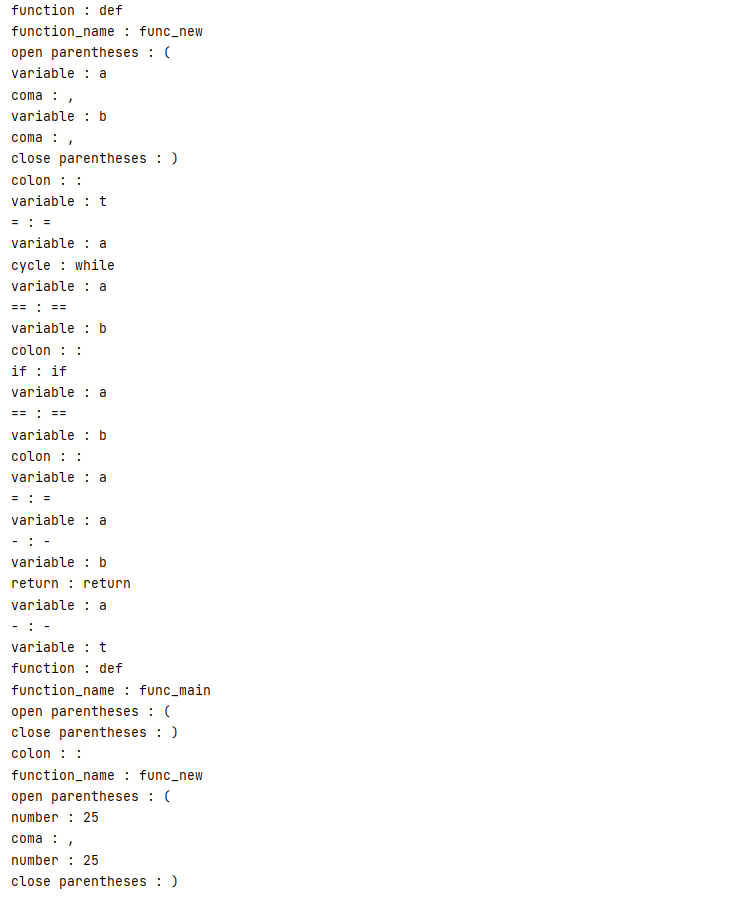 function : def
function_name : func_new
open parentheses : (
variable : a
coma : ,
variable : b
coma : ,
close parentheses : )
colon : :
variable : t
= : =
variable : a
cycle : while
variable : a
== : ==
variable : b
colon : :
if : if
variable : a
== : ==
variable : b
colon : :
variable : a
= : =
variable : a
- : -
variable : b
return : return
variable : a
- : -
variable : t
function : def
function_name : func_main
open parentheses : (
close parentheses : )
colon : :
function_name : func_new
open parentheses : (
number : 25
coma : ,
number : 25
close parentheses : )